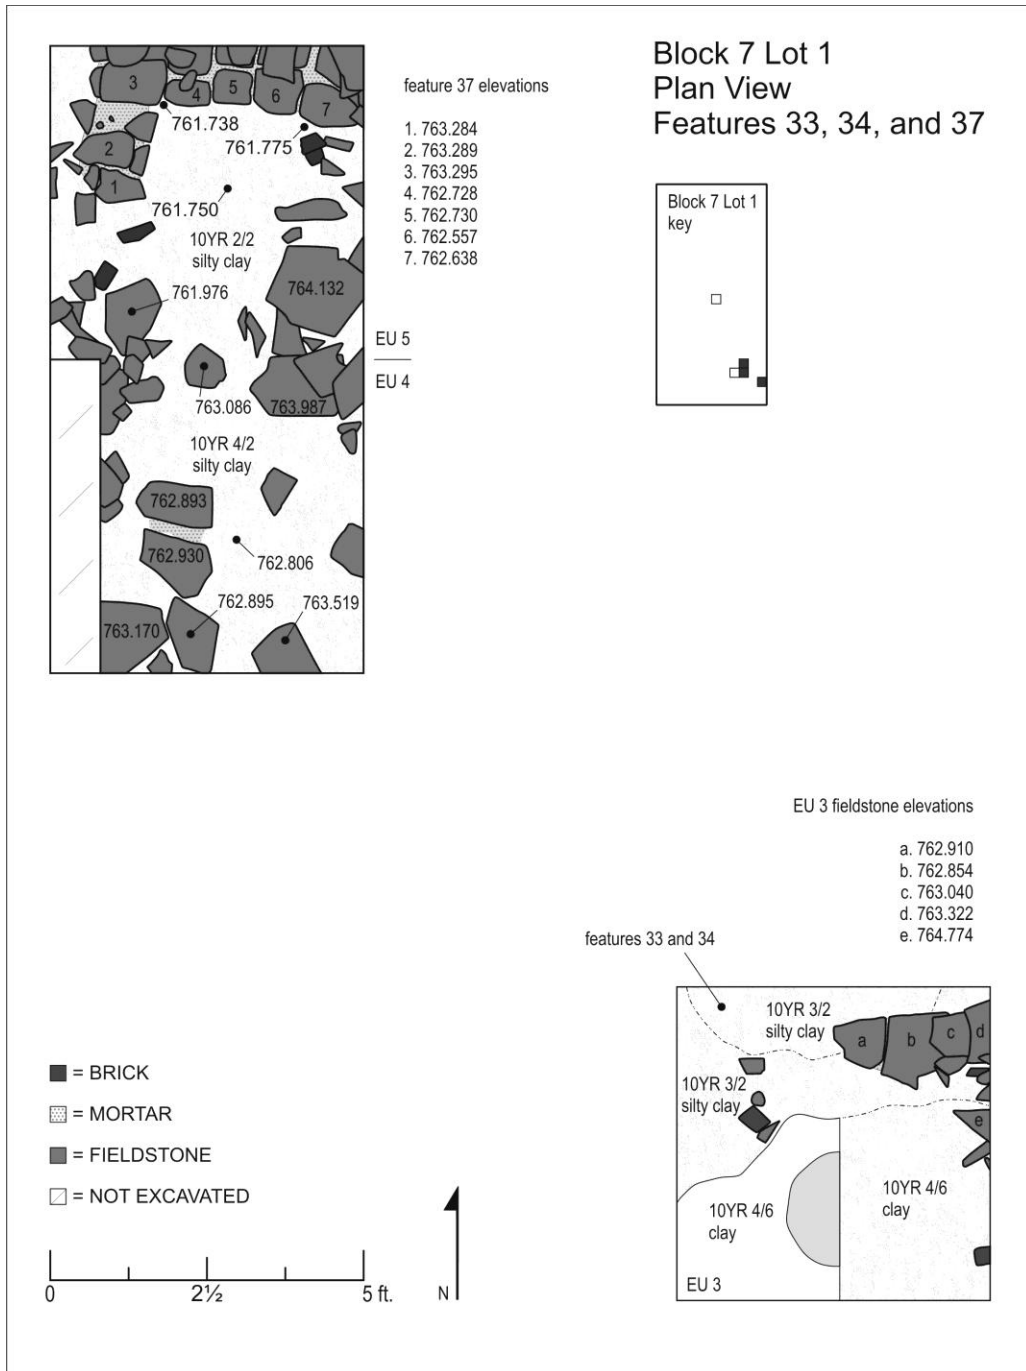 Block 7 Lot 1
Plan View
Features 33, 34, and 37
feature 37 elevations
1. 763.284
2. 763.289
3. 763.295
4. 762.728
5. 762.730
6. 762.557
7. 762.638
Block 7 Lot 1
key
3
4
5
6
7
761.738
761.775
2
1
761.750
10YR 2/2
silty clay
761.976
764.132
EU 5
EU 4
763.086
763.987
10YR 4/2
silty clay
762.893
762.930
762.806
762.895
763.519
763.170
EU 3 fieldstone elevations
a. 762.910
b. 762.854
c. 763.040
d. 763.322
e. 764.774
features 33 and 34
10YR 3/2
silty clay
a
b
c
d
10YR 3/2
silty clay
e
10YR 4/6
clay
10YR 4/6
clay
EU 3
= BRICK
= MORTAR
= FIELDSTONE
= NOT EXCAVATED
0
2½
5 ft.
N